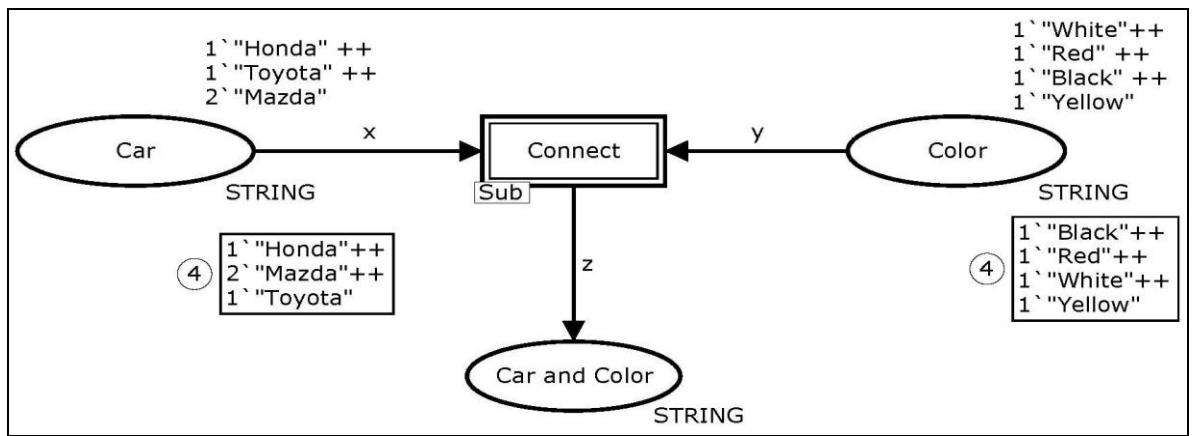 1`"Honda" ++
1`"Toyota" ++
2`"Mazda"
1`"White"++
1`"Red" ++
1`"Black" ++
1`"Yellow"
Car
x
Connect
y
Color
STRING
Sub
STRING
4
1`"Honda"++
2`"Mazda"++
1`"Toyota"
z
4
1`"Black"++
1`"Red"++
1`"White"++
1`"Yellow"
Car and Color
STRING